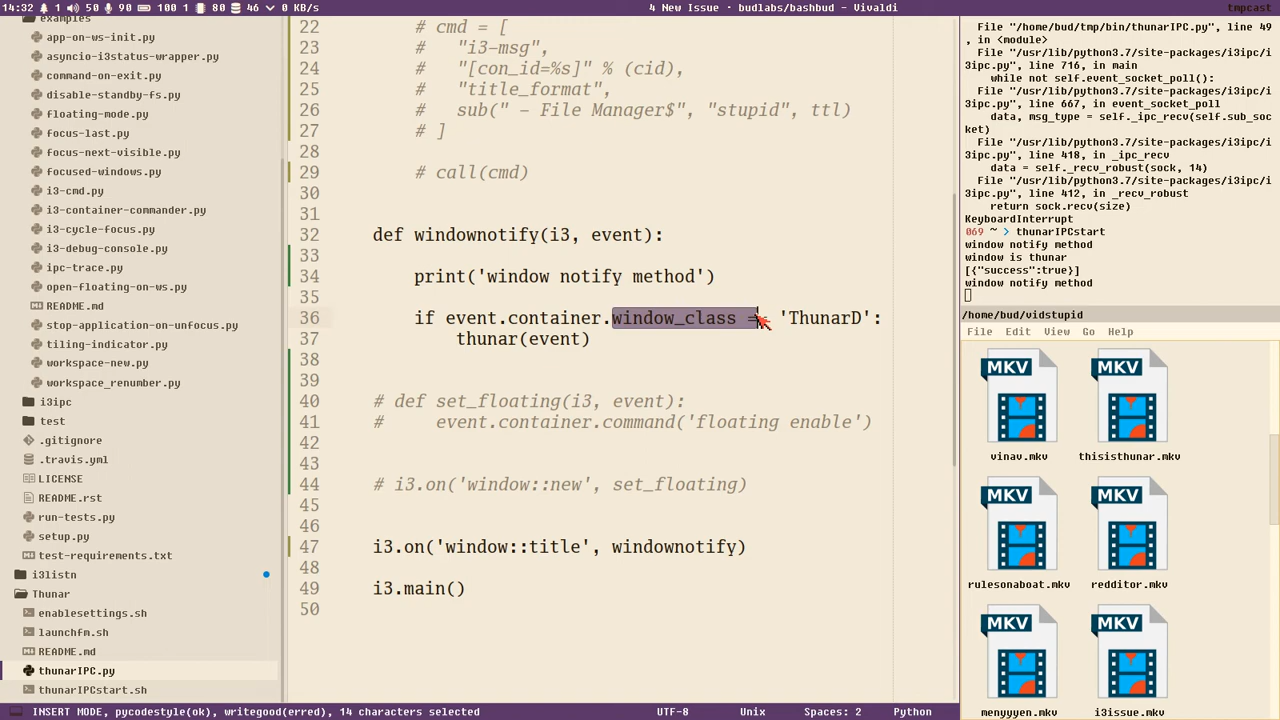 14:32 1 50 90 100 1 80 46 0 KB/s
4 New Issue - budlabs/bashbud - Vivaldi
tmpcast
examples
app-on-ws-init.py
asyncio-i3status-wrapper.py
command-on-exit.py
disable-standby-fs.py
floating-mode.py
focus-last.py
focus-next-visible.py
focused-windows.py
i3-cmd.py
i3-container-commander.py
i3-cycle-focus.py
i3-debug-console.py
ipc-trace.py
open-floating-on-ws.py
README.md
stop-application-on-unfocus.py
tiling-floating-indicator.py
workspace-new.py
workspace_renumber.py
i3ipc
test
.gitignore
.travis.yml
LICENSE
README.rst
run-tests.py
setup.py
test-requirements.txt
i3listn
Thunar
enablesettings.sh
launchfm.sh
README.md
thunarIPC.py
thunarIPCstart.sh
22 # cmd = [
23 #   "i3-msg",
24 #   "[con_id=%s]" % (cid),
25 #   "title_format",
26 #   sub(" - File Manager$", "stupid", ttl)
27 # ]
28
29 # call(cmd)
30
31
32 def windownotify(i3, event):
33
34 print('window notify method')
35
36 if event.container.window_class == 'ThunarD':
37 thunar(event)
38
39
40 # def set_floating(i3, event):
41 #     event.container.command('floating enable')
42
43
44 # i3.on('window::new', set_floating)
45
46
47 i3.on('window::title', windownotify)
48
49 i3.main()
50
File "/home/bud/tmp/bin/thunarIPC.py", line 49
, in <module>
File "/usr/lib/python3.7/site-packages/i3ipc/i
3ipc.py", line 716, in main
while not self.event_socket_poll():
File "/usr/lib/python3.7/site-packages/i3ipc/i
3ipc.py", line 667, in event_socket_poll
data, msg_type = self._ipc_recv(self.sub_soc
ket)
File "/usr/lib/python3.7/site-packages/i3ipc/i
3ipc.py", line 418, in _ipc_recv
data = self._recv_robust(sock, 14)
File "/usr/lib/python3.7/site-packages/i3ipc/i
3ipc.py", line 412, in _recv_robust
return sock.recv(size)
KeyboardInterrupt
069 ~ > thunarIPCstart
window notify method
window is thunar
[{"success":true}]
window notify method
/home/bud/vidstupid
File Edit View Go Help
MKV MKV
vinav.mkv thisisthunar.mkv
MKV MKV
rulesonaboat.mkv redditor.mkv
MKV MKV
menyyyen.mkv i3issue.mkv
INSERT MODE, pycodestyle(ok), writegood(erred), 14 characters selected UTF-8 Unix Spaces: 2 Python